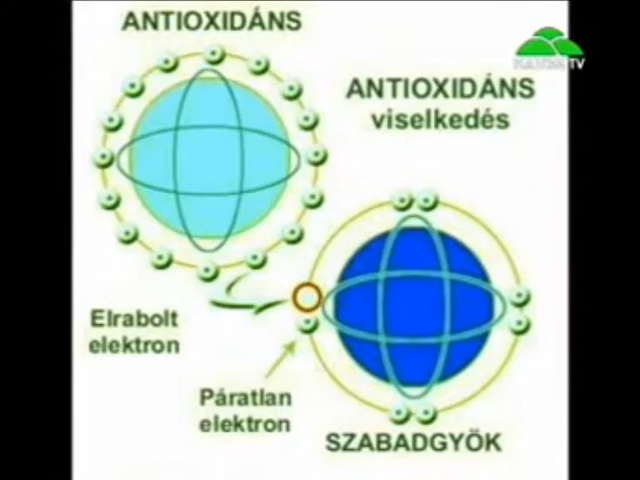 ANTIOXIDÁNS
ANTIOXIDÁNS
viselkedés
Elrabolt
elektron
Páratlan
elektron
SZABADGYÖK